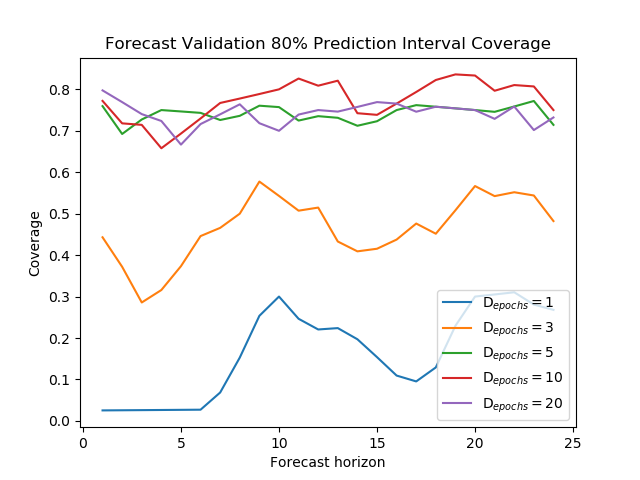 Forecast Validation 80% Prediction Interval Coverage
Coverage
0.8
0.7
0.6
0.5
0.4
0.3
0.2
0.1
0.0
D_epochs = 1
D_epochs = 3
D_epochs = 5
D_epochs = 10
D_epochs = 20
0 5 10 15 20 25
Forecast horizon